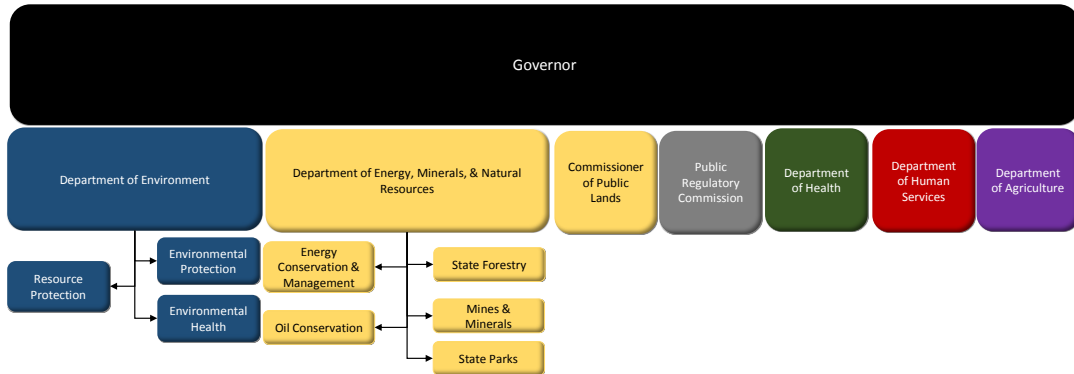 Governor
Department of Environment
Department of Energy, Minerals, & Natural
Resources
Commissioner
of Public
Lands
Public
Regulatory
Commission
Department
of Health
Department
of Human
Services
Department
of Agriculture
Resource
Protection
Environmental
Protection
Environmental
Health
Energy
Conservation &
Management
Oil Conservation
State Forestry
Mines &
Minerals
State Parks